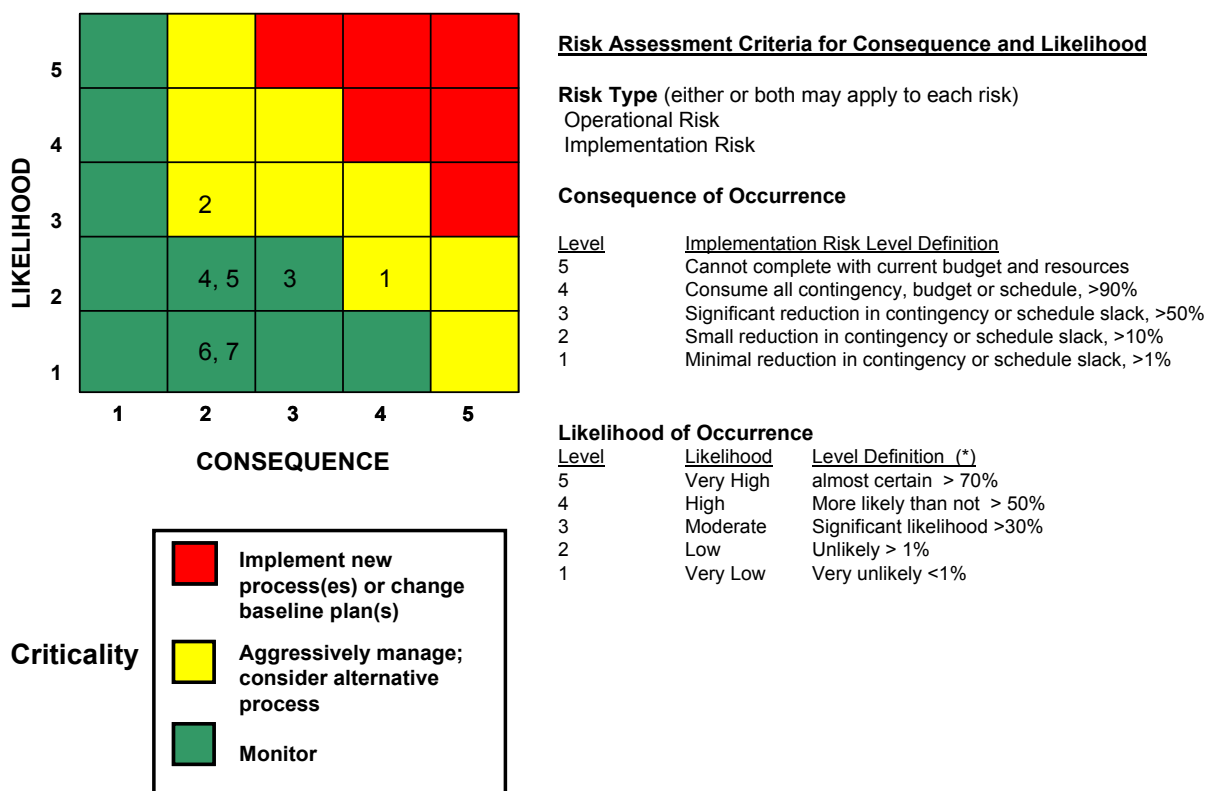 5
4
LIKELIHOOD
3
2
2
4, 5 3 1
1
6, 7
1 2 3 4 5
CONSEQUENCE
Criticality
Implement new
process(es) or change
baseline plan(s)
Aggressively manage;
consider alternative
process
Monitor
Risk Assessment Criteria for Consequence and Likelihood
Risk Type (either or both may apply to each risk)
Operational Risk
Implementation Risk
Consequence of Occurrence
Level Implementation Risk Level Definition
5 Cannot complete with current budget and resources
4 Consume all contingency, budget or schedule, >90%
3 Significant reduction in contingency or schedule slack, >50%
2 Small reduction in contingency or schedule slack, >10%
1 Minimal reduction in contingency or schedule slack, >1%
Likelihood of Occurrence
Level Likelihood Level Definition (*)
5 Very High almost certain > 70%
4 High More likely than not > 50%
3 Moderate Significant likelihood >30%
2 Low Unlikely > 1%
1 Very Low Very unlikely <1%